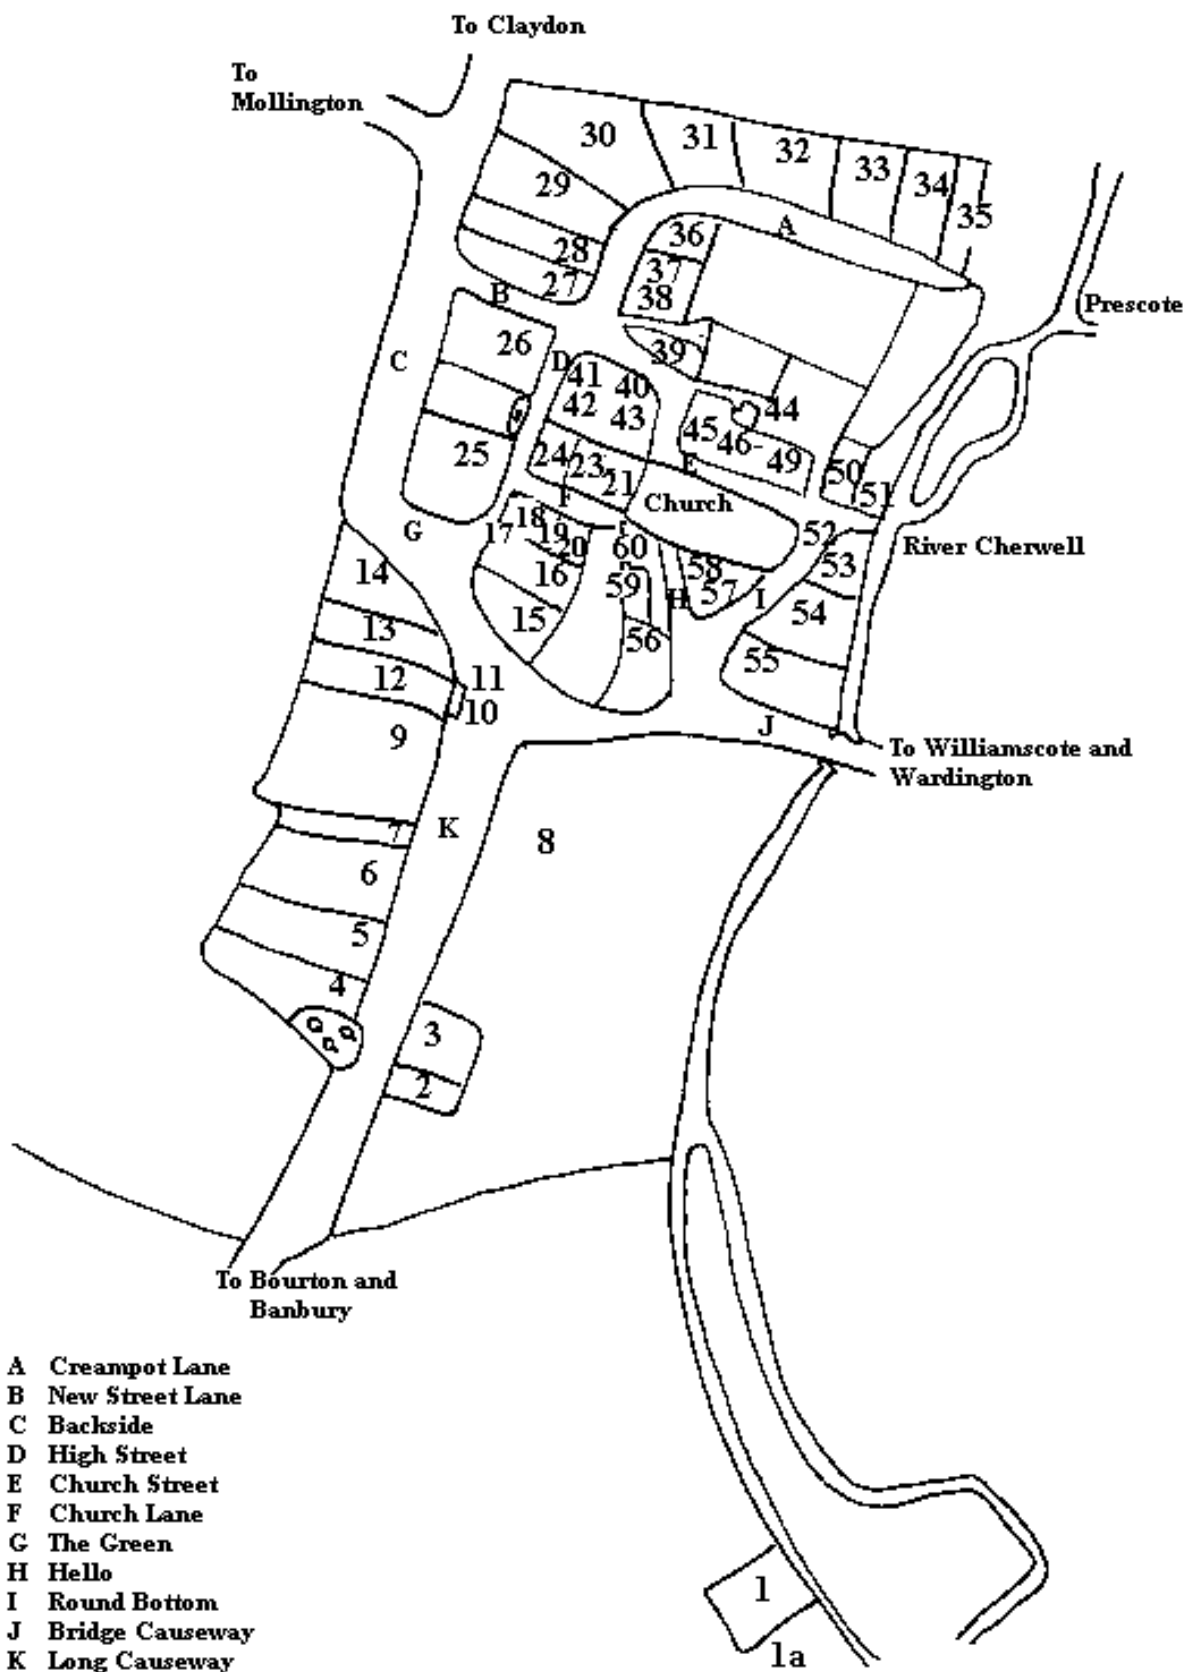 To Claydon
To
Mollington
30
31
32
33
34
35
29
28
27
36
37
38
A
Prescote
B
26
C
D
39
41
40
42
43
44
45
46-
49
25
24
23
21
E
50
51
F
Church
G
17
18
19
20
60
52
River Cherwell
14
16
59
58
57
53
H
I
54
13
15
56
55
12
11
10
9
J
To Williamscote and
Wardington
7
K
8
6
5
4
3
2
To Bourton and
Banbury
1
1a
A Creampot Lane
B New Street Lane
C Backside
D High Street
E Church Street
F Church Lane
G The Green
H Hello
I Round Bottom
J Bridge Causeway
K Long Causeway